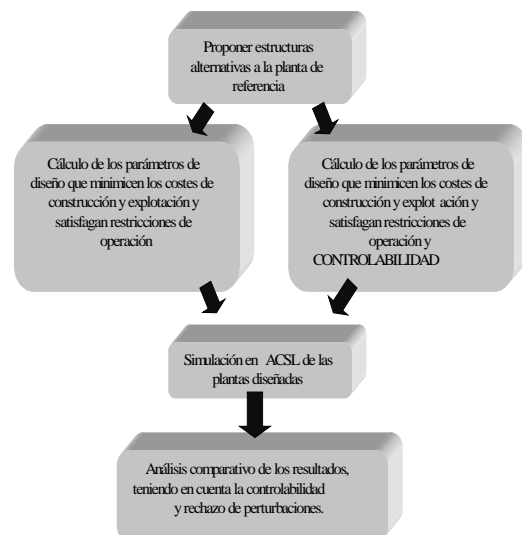 Proponer estructuras
alternativas a la planta de
referencia
Cálculo de los parámetros de
diseño que minimicen los costes de
construcción y explotación y
satisfagan restricciones de
operación
Cálculo de los parámetros de
diseño que minimicen los costes de
construcción y explot ación y
satisfagan restricciones de
operación y
CONTROLABILIDAD
Simulación en ACSL de las
plantas diseñadas
Análisis comparativo de los resultados,
teniendo en cuenta la controlabilidad
y rechazo de perturbaciones.